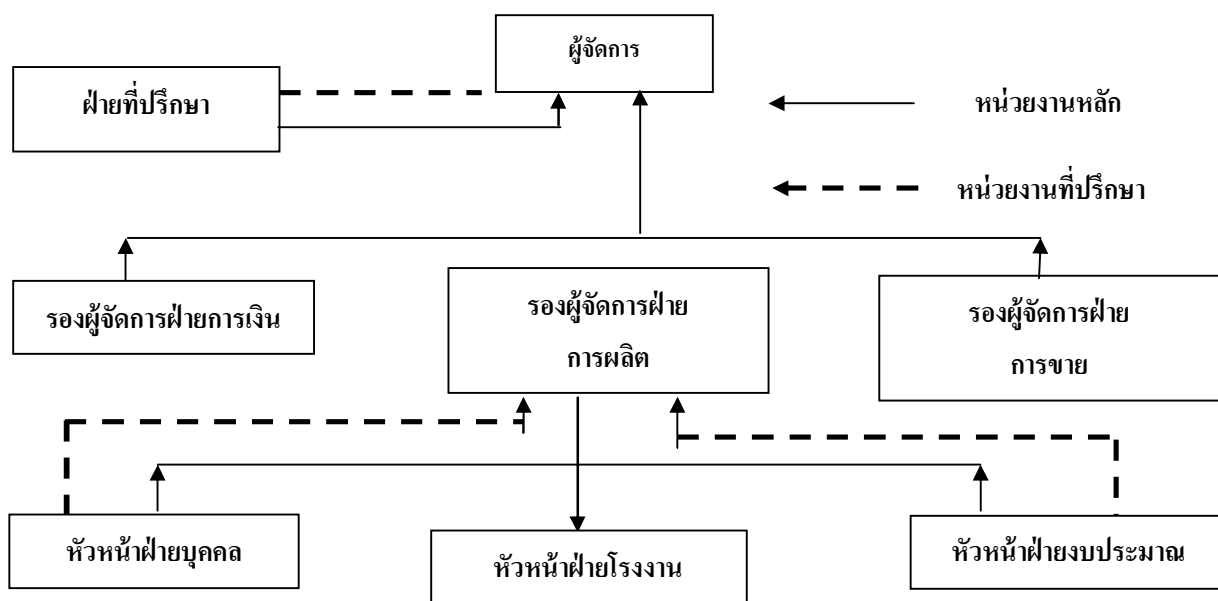 ผู้จัดการ
ฝ่ายที่ปรึกษา
หน่วยงานหลัก
หน่วยงานที่ปรึกษา
รองผู้จัดการฝ่ายการเงิน
รองผู้จัดการฝ่าย
การผลิต
รองผู้จัดการฝ่าย
การขาย
หัวหน้าฝ่ายบุคคล
หัวหน้าฝ่ายโรงงาน
หัวหน้าฝ่ายงบประมาณ